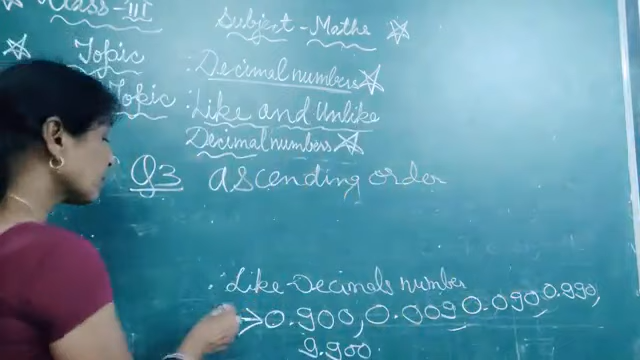 Class-III Subject-Maths
Topic :Decimal numbers
Topic :Like and Unlike
Decimal numbers
Q3 ascending order
∴ Like-Decimals number
→0.900, 0.009 0.090 0.990,
9.900.